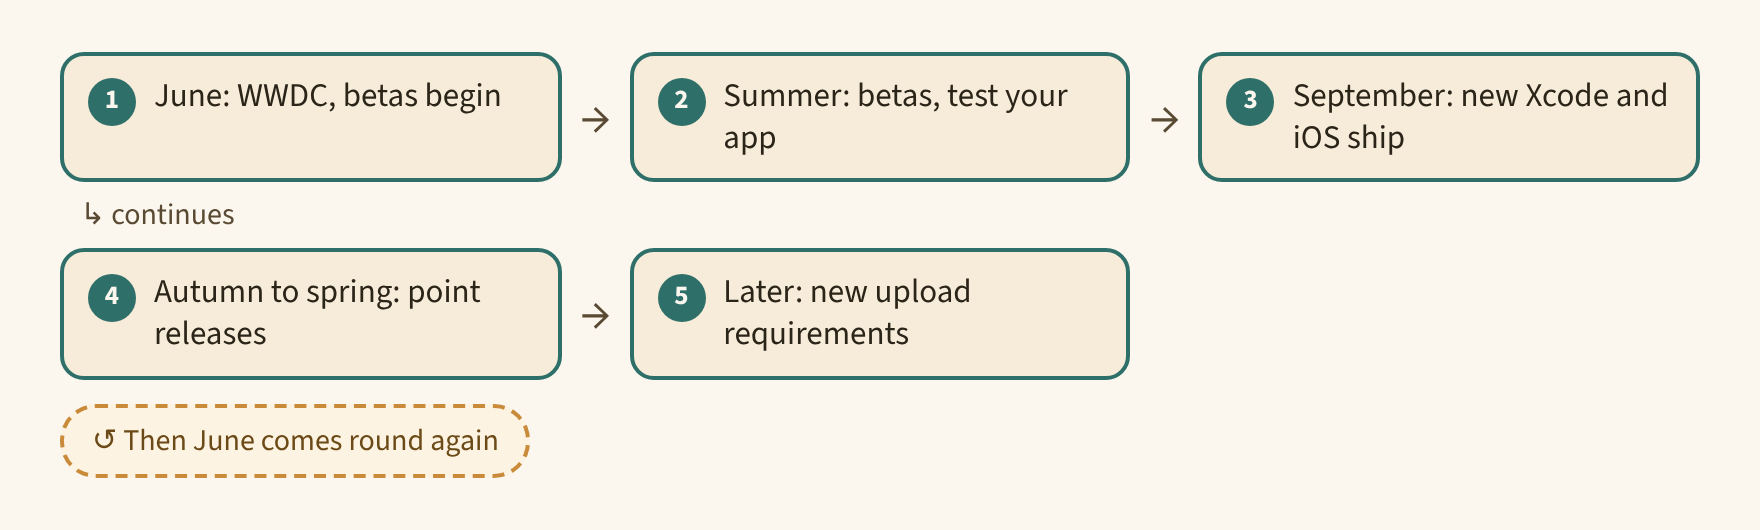 1 June: WWDC, betas begin
→
2 Summer: betas, test your
app
→
3 September: new Xcode and
iOS ship
↳ continues
4 Autumn to spring: point
releases
→
5 Later: new upload
requirements
↺ Then June comes round again